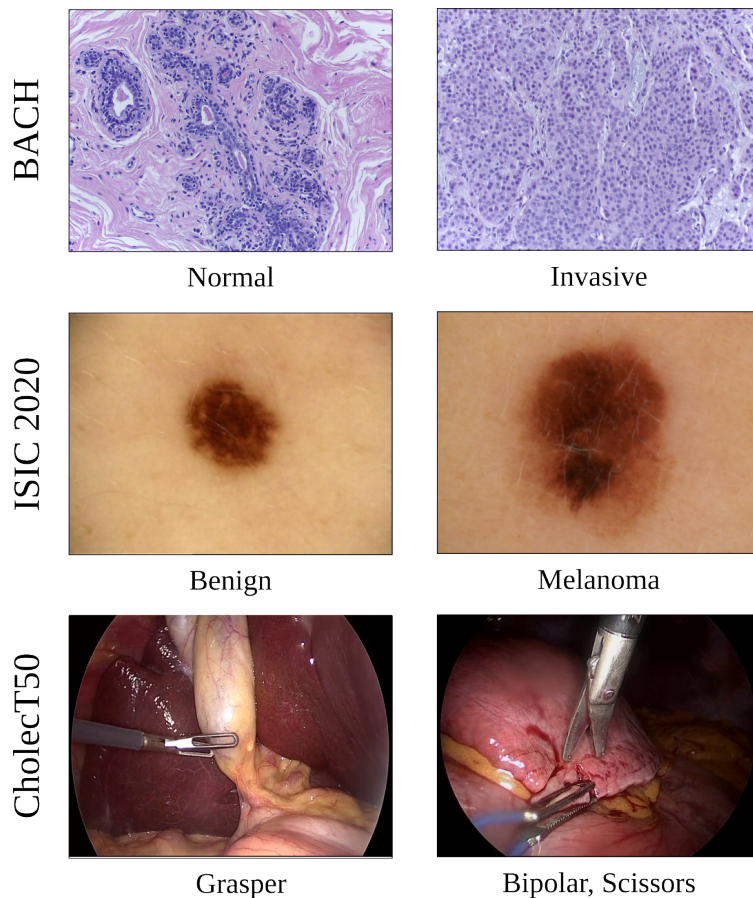 BACH
Normal
Invasive
ISIC 2020
Benign
Melanoma
CholecT50
Grasper
Bipolar, Scissors